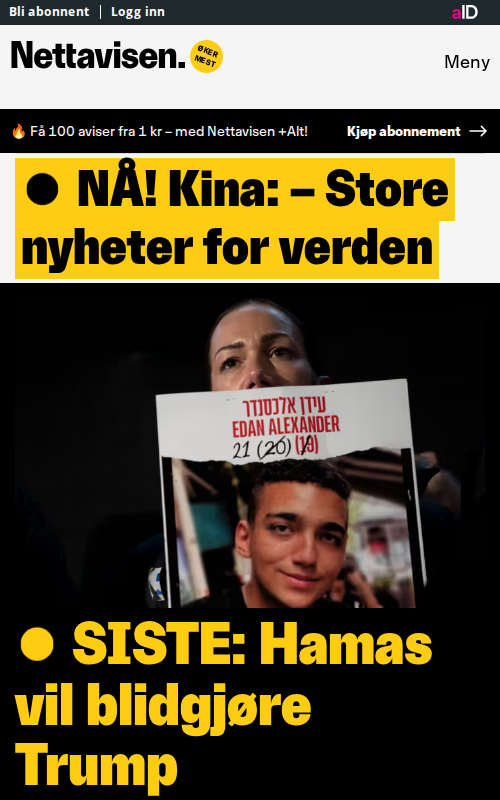 Bli abonnent | Logg inn
aID
Nettavisen.
ØKER
MEST
Meny
🔥 Få 100 aviser fra 1 kr – med Nettavisen +Alt!
Kjøp abonnement →
● NÅ! Kina: – Store
nyheter for verden
עידן אלכסנדר
EDAN ALEXANDER
21 (20) (19)
● SISTE: Hamas
vil blidgjøre
Trump